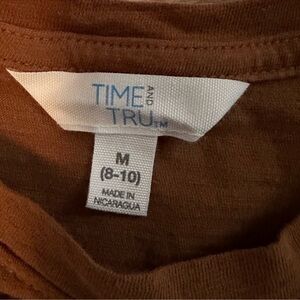 TIME AND
TRU™
M
(8-10)
MADE IN
NICARAGUA